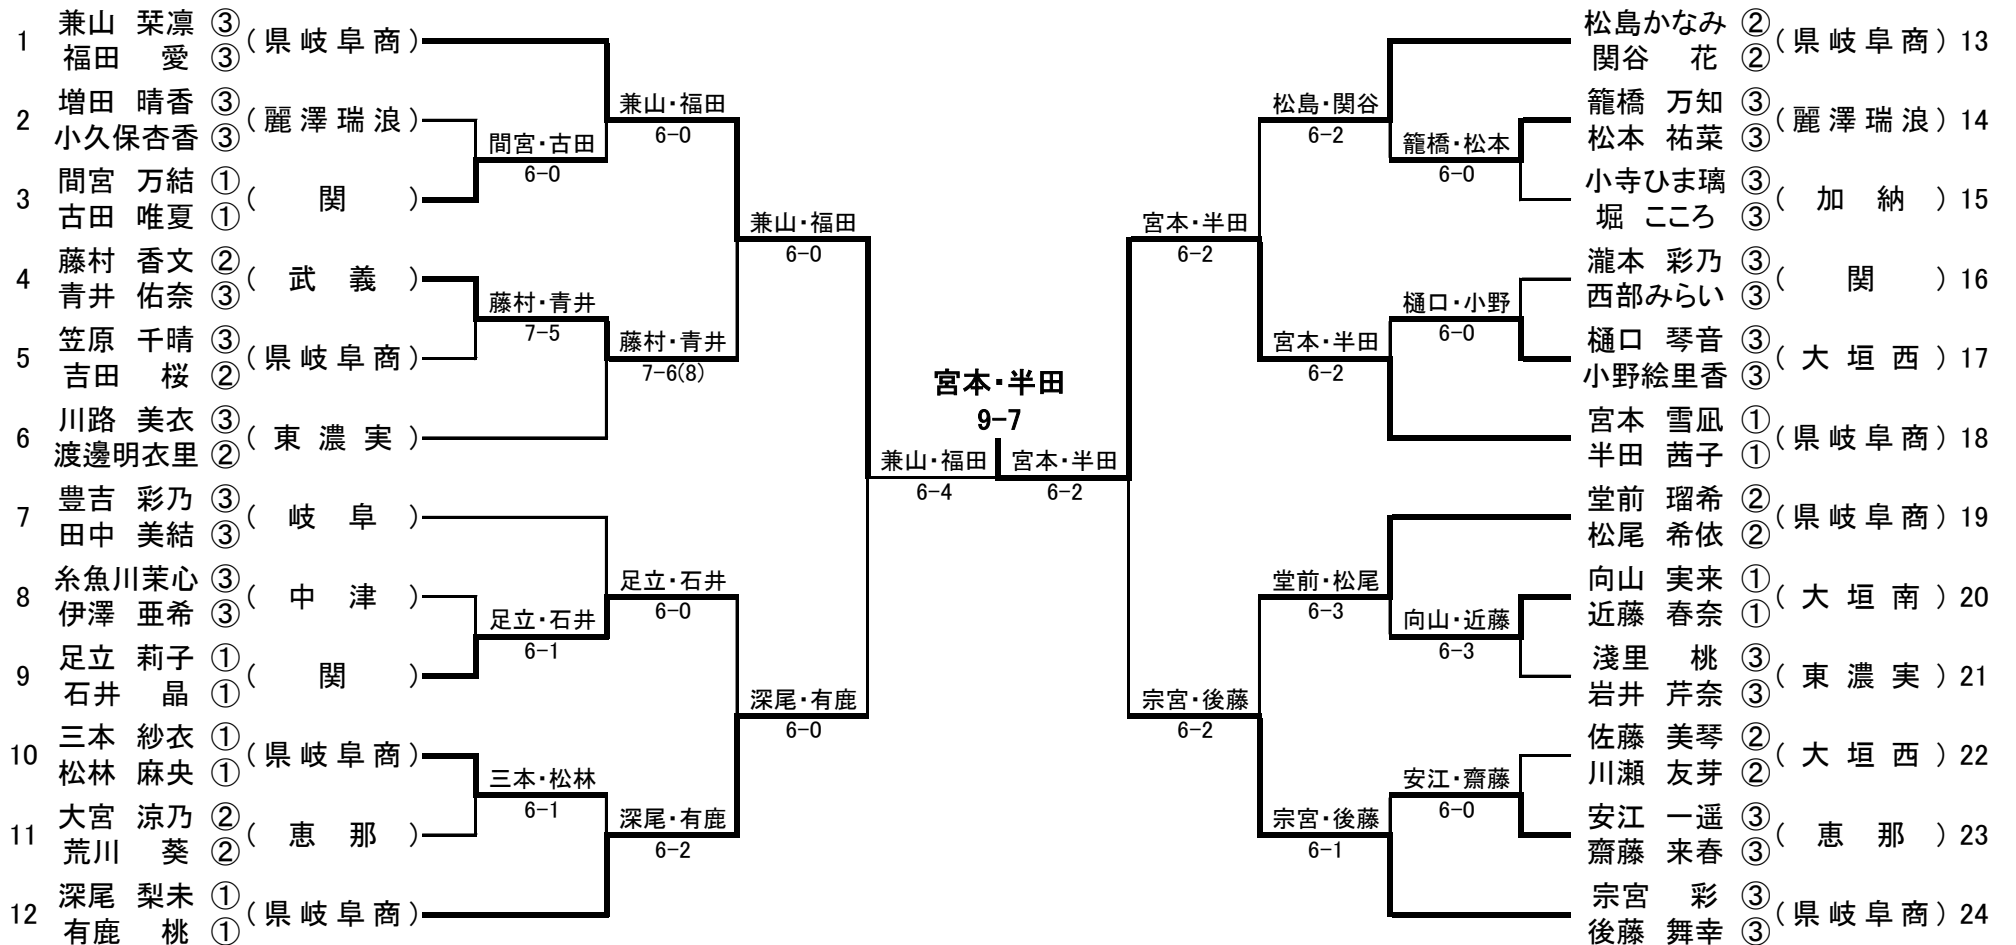 1 兼山 栞凛 ③ 福田 愛 ③ (県岐阜商)
2 増田 晴香 ③ 小久保杏香 ③ (麗澤瑞浪)
3 間宮 万結 ① 古田 唯夏 ① (関)
4 藤村 香文 ② 青井 佑奈 ③ (武義)
5 笠原 千晴 ③ 吉田 桜 ② (県岐阜商)
6 川路 美衣 ③ 渡邊明衣里 ② (東濃実)
7 豊吉 彩乃 ③ 田中 美結 ③ (岐阜)
8 糸魚川茉心 ③ 伊澤 亜希 ③ (中津)
9 足立 莉子 ① 石井 晶 ① (関)
10 三本 紗衣 ① 松林 麻央 ① (県岐阜商)
11 大宮 涼乃 ② 荒川 葵 ② (恵那)
12 深尾 梨未 ① 有鹿 桃 ① (県岐阜商)
間宮・古田
6-0
藤村・青井
7-5
足立・石井
6-1
三本・松林
6-1
兼山・福田
6-0
藤村・青井
7-6(8)
足立・石井
6-0
深尾・有鹿
6-2
兼山・福田
6-0
深尾・有鹿
6-0
兼山・福田
6-4
宮本・半田
9-7
宮本・半田
6-2
宮本・半田
6-2
宗宮・後藤
6-2
松島・関谷
6-2
宮本・半田
6-2
堂前・松尾
6-3
宗宮・後藤
6-1
籠橋・松本
6-0
樋口・小野
6-0
向山・近藤
6-3
安江・齋藤
6-0
松島かなみ ② 関谷 花 ② (県岐阜商) 13
籠橋 万知 ③ 松本 祐菜 ③ (麗澤瑞浪) 14
小寺ひま璃 ③ 堀 こころ ③ (加納) 15
瀧本 彩乃 ③ 西部みらい ③ (関) 16
樋口 琴音 ③ 小野絵里香 ③ (大垣西) 17
宮本 雪凪 ① 半田 茜子 ① (県岐阜商) 18
堂前 瑠希 ② 松尾 希依 ② (県岐阜商) 19
向山 実来 ① 近藤 春奈 ① (大垣南) 20
淺里 桃 ③ 岩井 芹奈 ③ (東濃実) 21
佐藤 美琴 ② 川瀬 友芽 ② (大垣西) 22
安江 一遥 ③ 齋藤 来春 ③ (恵那) 23
宗宮 彩 ③ 後藤 舞幸 ③ (県岐阜商) 24